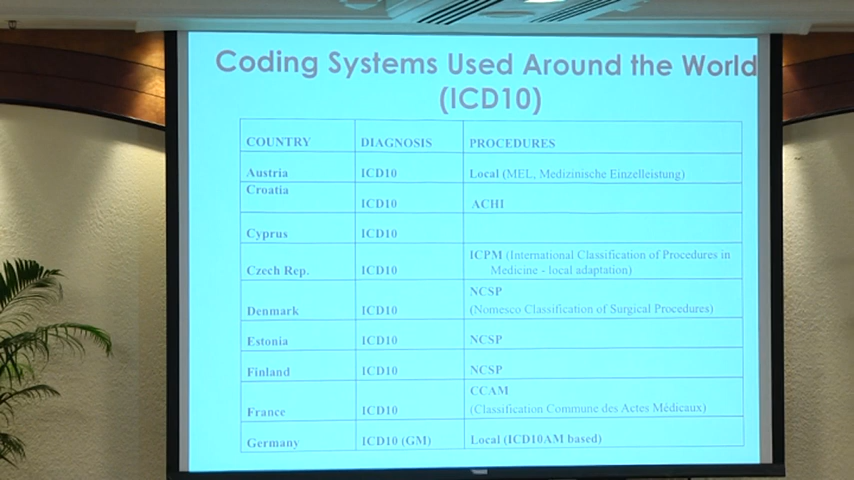 Coding Systems Used Around the World
(ICD10)
COUNTRY DIAGNOSIS PROCEDURES
Austria ICD10 Local (MEL, Medizinische Einzelleistung)
Croatia ICD10 ACHI
Cyprus ICD10
Czech Rep. ICD10 ICPM (International Classification of Procedures in
Medicine - local adaptation)
Denmark ICD10 NCSP
(Nomesco Classification of Surgical Procedures)
Estonia ICD10 NCSP
Finland ICD10 NCSP
France ICD10 CCAM
(Classification Commune des Actes Médicaux)
Germany ICD10 (GM) Local (ICD10AM based)